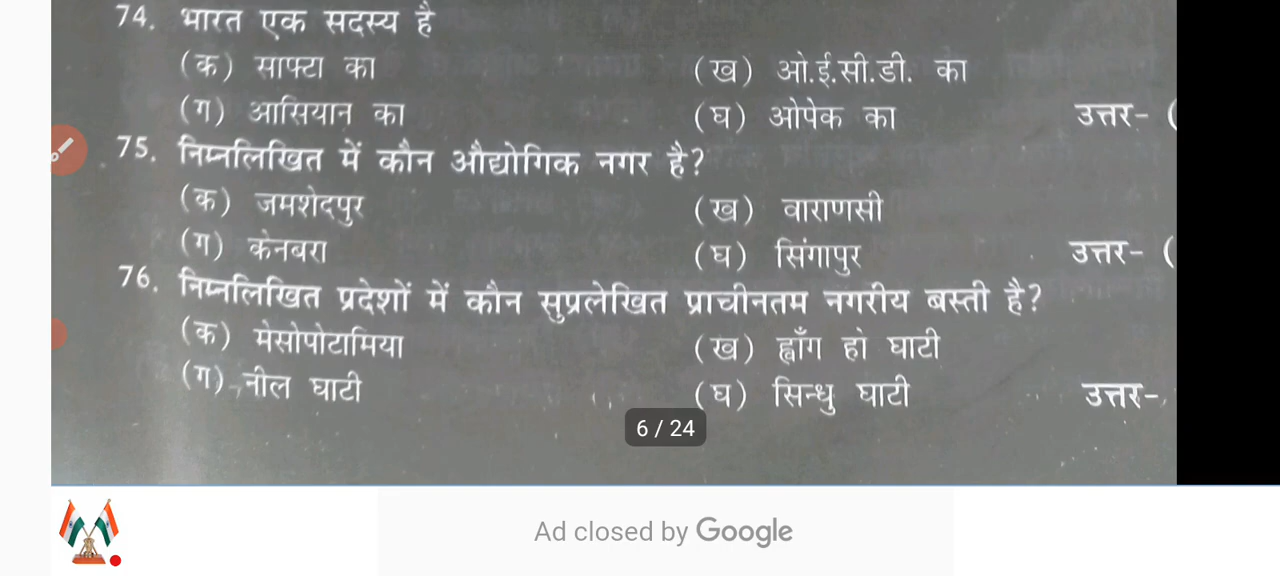 74. भारत एक सदस्य है
(क) साफ्टा का (ख) ओ.ई.सी.डी. का
(ग) आसियान का (घ) ओपेक का उत्तर- (
75. निम्नलिखित में कौन औद्योगिक नगर है?
(क) जमशेदपुर (ख) वाराणसी
(ग) केनबरा (घ) सिंगापुर उत्तर- (
76. निम्नलिखित प्रदेशों में कौन सुप्रलेखित प्राचीनतम नगरीय बस्ती है?
(क) मेसोपोटामिया (ख) ह्वाँग हो घाटी
(ग) नील घाटी (घ) सिन्धु घाटी उत्तर-
6 / 24
Ad closed by Google